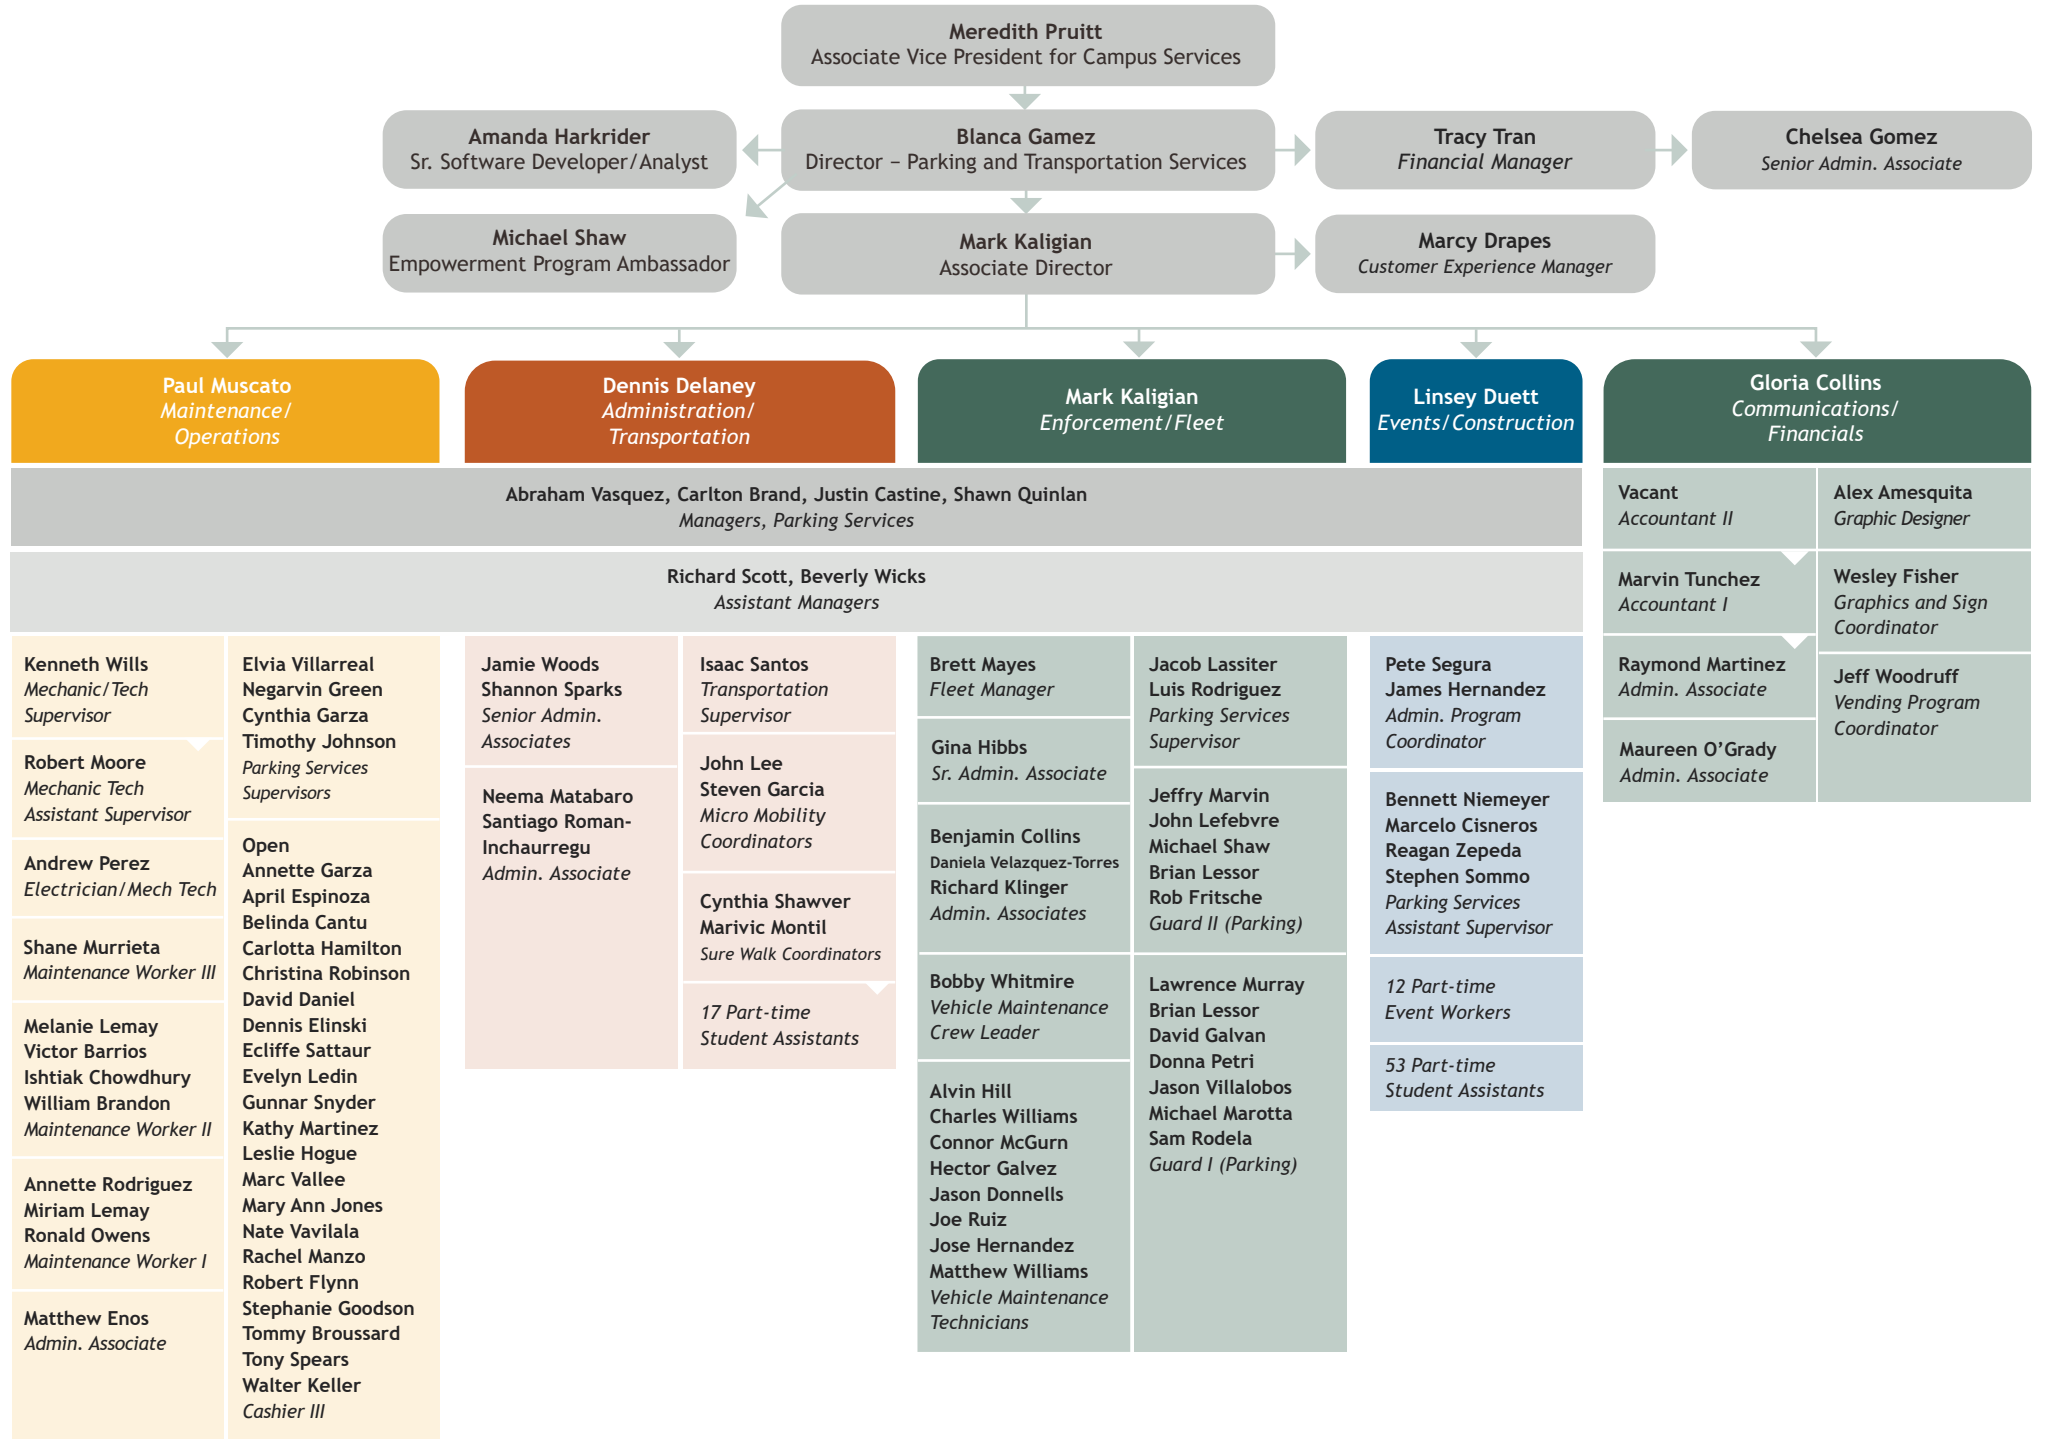 Meredith Pruitt
Associate Vice President for Campus Services
Amanda Harkrider
Sr. Software Developer/Analyst
Blanca Gamez
Director – Parking and Transportation Services
Tracy Tran
Financial Manager
Chelsea Gomez
Senior Admin. Associate
Michael Shaw
Empowerment Program Ambassador
Mark Kaligian
Associate Director
Marcy Drapes
Customer Experience Manager
Paul Muscato
Maintenance/
Operations
Dennis Delaney
Administration/
Transportation
Mark Kaligian
Enforcement/Fleet
Linsey Duett
Events/Construction
Gloria Collins
Communications/
Financials
Abraham Vasquez, Carlton Brand, Justin Castine, Shawn Quinlan
Managers, Parking Services
Richard Scott, Beverly Wicks
Assistant Managers
Kenneth Wills
Mechanic/Tech
Supervisor
Robert Moore
Mechanic Tech
Assistant Supervisor
Andrew Perez
Electrician/Mech Tech
Shane Murrieta
Maintenance Worker III
Melanie Lemay
Victor Barrios
Ishtiak Chowdhury
William Brandon
Maintenance Worker II
Annette Rodriguez
Miriam Lemay
Ronald Owens
Maintenance Worker I
Matthew Enos
Admin. Associate
Elvia Villarreal
Negarvin Green
Cynthia Garza
Timothy Johnson
Parking Services
Supervisors
Open
Annette Garza
April Espinoza
Belinda Cantu
Carlotta Hamilton
Christina Robinson
David Daniel
Dennis Elinski
Ecliffe Sattaur
Evelyn Ledin
Gunnar Snyder
Kathy Martinez
Leslie Hogue
Marc Vallee
Mary Ann Jones
Nate Vavilala
Rachel Manzo
Robert Flynn
Stephanie Goodson
Tommy Broussard
Tony Spears
Walter Keller
Cashier III
Jamie Woods
Shannon Sparks
Senior Admin.
Associates
Neema Matabaro
Santiago Roman-
Inchaurregu
Admin. Associate
Isaac Santos
Transportation
Supervisor
John Lee
Steven Garcia
Micro Mobility
Coordinators
Cynthia Shawver
Marivic Montil
Sure Walk Coordinators
17 Part-time
Student Assistants
Brett Mayes
Fleet Manager
Gina Hibbs
Sr. Admin. Associate
Benjamin Collins
Daniela Velazquez-Torres
Richard Klinger
Admin. Associates
Bobby Whitmire
Vehicle Maintenance
Crew Leader
Alvin Hill
Charles Williams
Connor McGurn
Hector Galvez
Jason Donnells
Joe Ruiz
Jose Hernandez
Matthew Williams
Vehicle Maintenance
Technicians
Jacob Lassiter
Luis Rodriguez
Parking Services
Supervisor
Jeffry Marvin
John Lefebvre
Michael Shaw
Brian Lessor
Rob Fritsche
Guard II (Parking)
Lawrence Murray
Brian Lessor
David Galvan
Donna Petri
Jason Villalobos
Michael Marotta
Sam Rodela
Guard I (Parking)
Pete Segura
James Hernandez
Admin. Program
Coordinator
Bennett Niemeyer
Marcelo Cisneros
Reagan Zepeda
Stephen Sommo
Parking Services
Assistant Supervisor
12 Part-time
Event Workers
53 Part-time
Student Assistants
Vacant
Accountant II
Marvin Tunchez
Accountant I
Raymond Martinez
Admin. Associate
Maureen O’Grady
Admin. Associate
Alex Amesquita
Graphic Designer
Wesley Fisher
Graphics and Sign
Coordinator
Jeff Woodruff
Vending Program
Coordinator